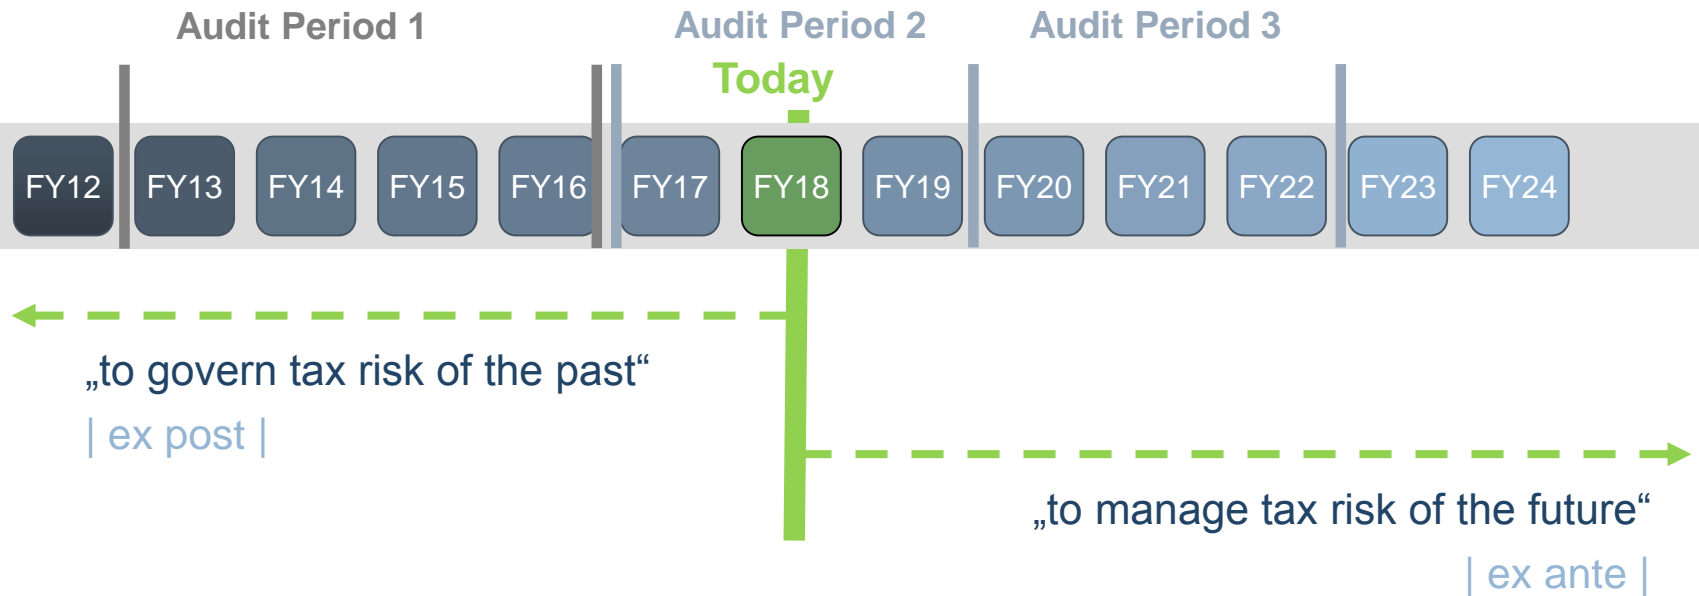 Audit Period 1
Audit Period 2
Audit Period 3
Today
FY12 FY13 FY14 FY15 FY16 FY17 FY18 FY19 FY20 FY21 FY22 FY23 FY24
„to govern tax risk of the past“
| ex post |
„to manage tax risk of the future“
| ex ante |